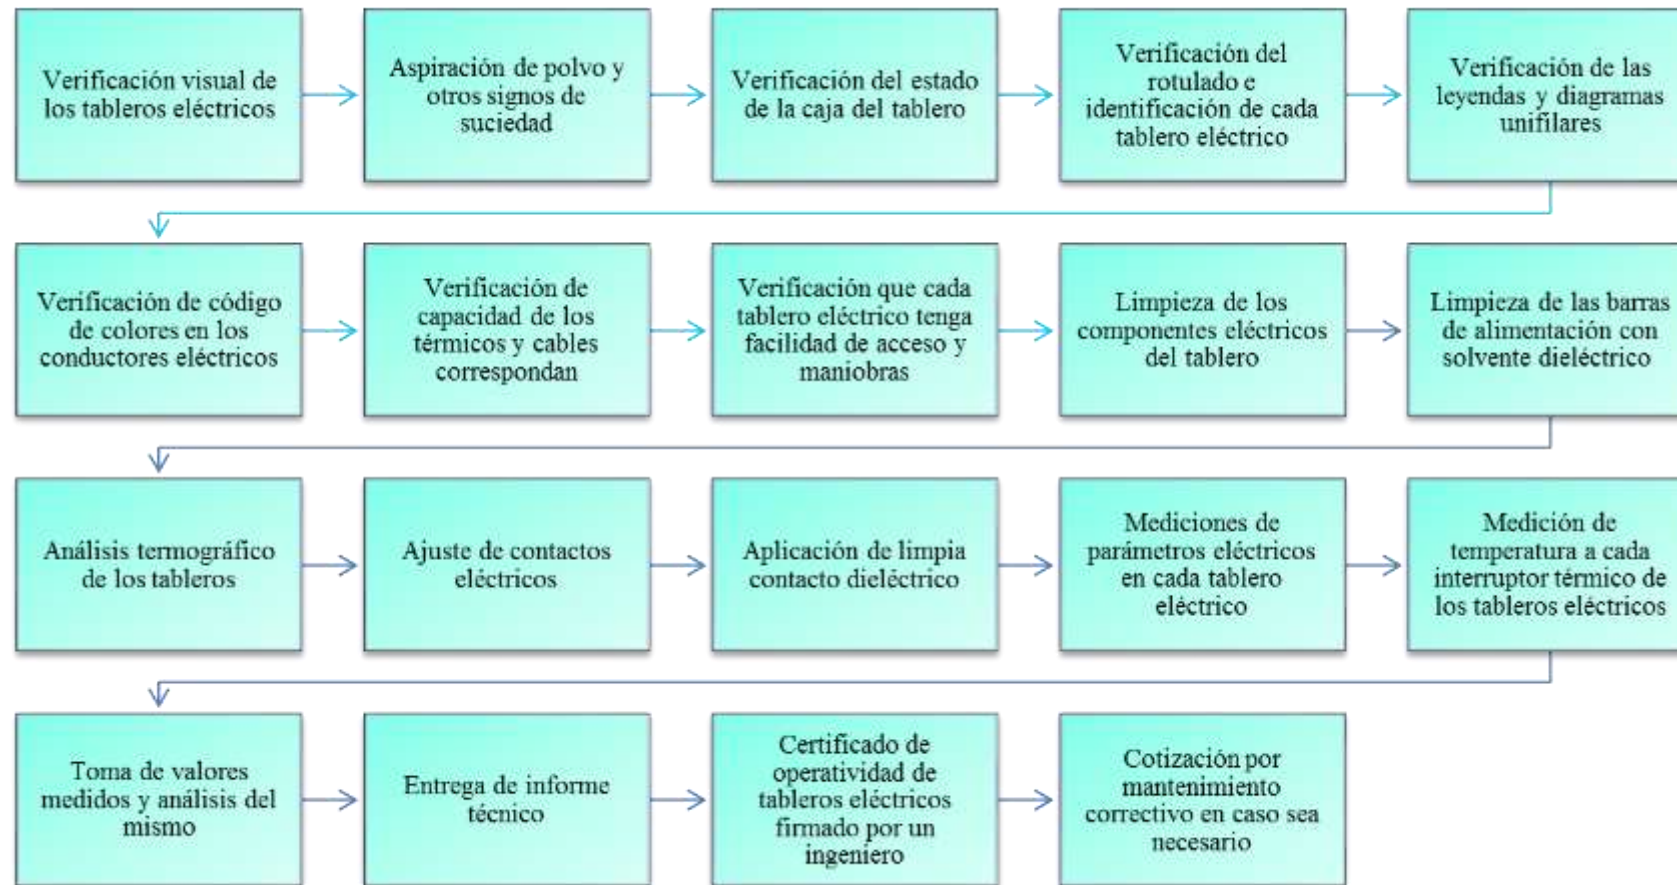 Verificación visual de
los tableros eléctricos
Aspiración de polvo y
otros signos de
suciedad
Verificación del estado
de la caja del tablero
Verificación del
rotulado e
identificación de cada
tablero eléctrico
Verificación de las
leyendas y diagramas
unifilares
Verificación de código
de colores en los
conductores eléctricos
Verificación de
capacidad de los
térmicos y cables
correspondan
Verificación que cada
tablero eléctrico tenga
facilidad de acceso y
maniobras
Limpieza de los
componentes eléctricos
del tablero
Limpieza de las barras
de alimentación con
solvente dieléctrico
Análisis termográfico
de los tableros
Ajuste de contactos
eléctricos
Aplicación de limpia
contacto dieléctrico
Mediciones de
parámetros eléctricos
en cada tablero
eléctrico
Medición de
temperatura a cada
interruptor térmico de
los tableros eléctricos
Toma de valores
medidos y análisis del
mismo
Entrega de informe
técnico
Certificado de
operatividad de
tableros eléctricos
firmado por un
ingeniero
Cotización por
mantenimiento
correctivo en caso sea
necesario